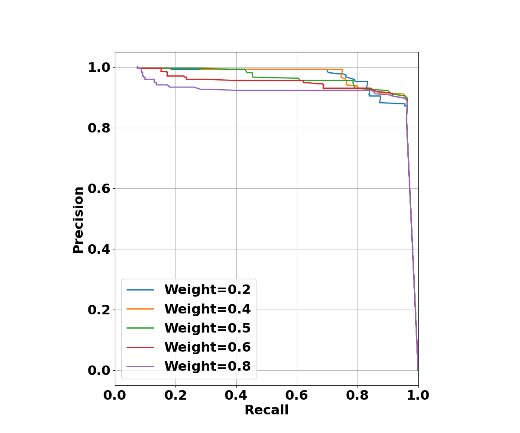 1.0
0.8
0.6
0.4
0.2
0.0
Precision
Weight=0.2
Weight=0.4
Weight=0.5
Weight=0.6
Weight=0.8
0.0 0.2 0.4 0.6 0.8 1.0
Recall